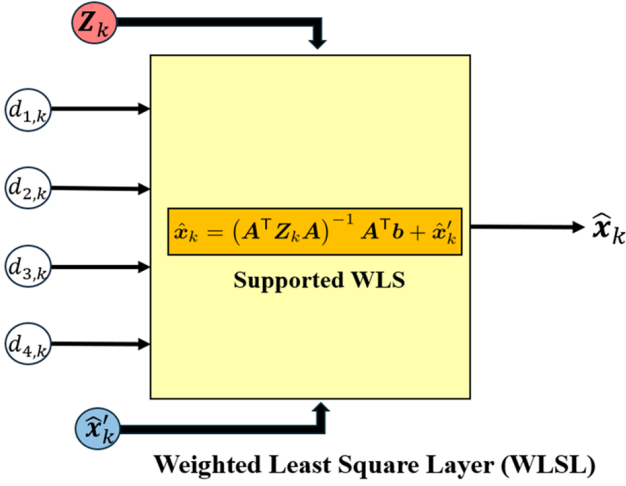 Z_k
d_{1,k}
d_{2,k}
d_{3,k}
d_{4,k}
x̂_k = (A^⊤ Z_k A)^{-1} A^⊤ b + x̂'_k
Supported WLS
x̂_k
x̂'_k
Weighted Least Square Layer (WLSL)